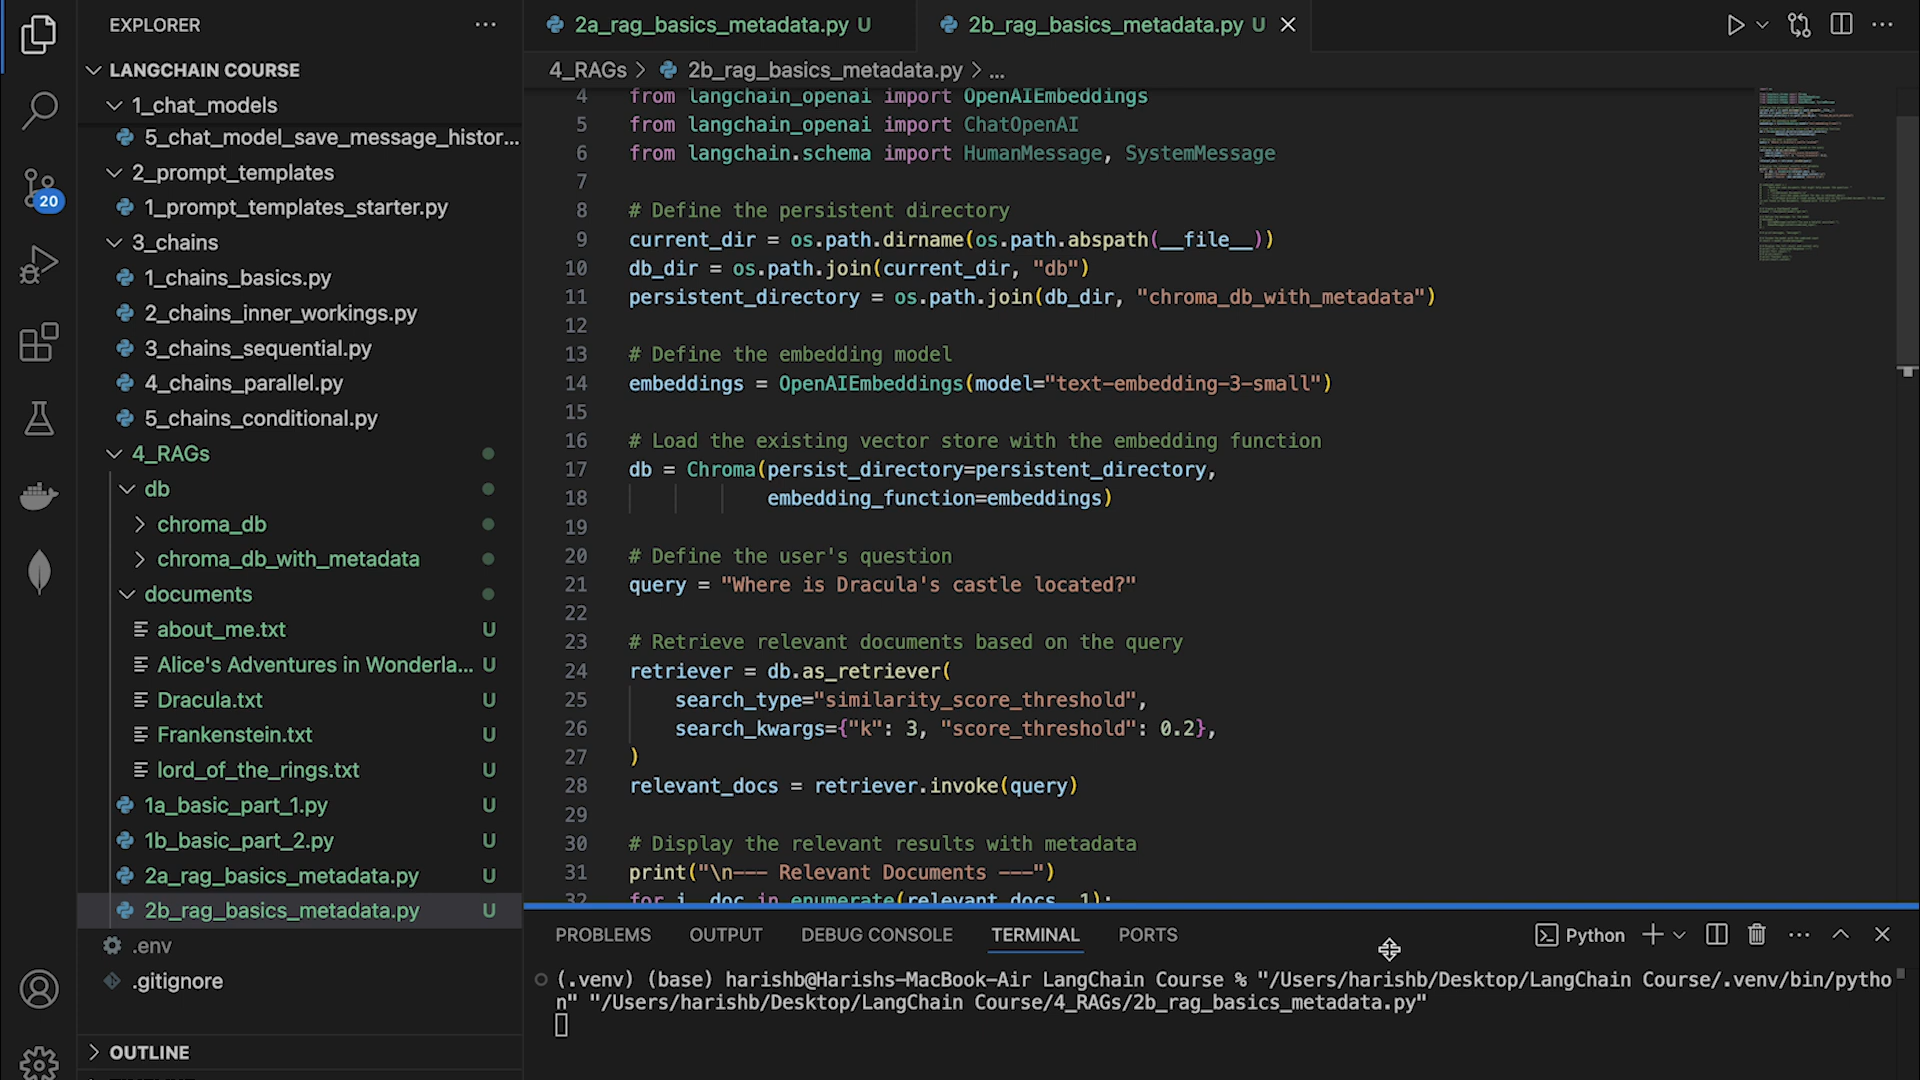 EXPLORER
LANGCHAIN COURSE
1_chat_models
5_chat_model_save_message_histor...
2_prompt_templates
1_prompt_templates_starter.py
3_chains
1_chains_basics.py
2_chains_inner_workings.py
3_chains_sequential.py
4_chains_parallel.py
5_chains_conditional.py
4_RAGs
db
chroma_db
chroma_db_with_metadata
documents
about_me.txt U
Alice's Adventures in Wonderla... U
Dracula.txt U
Frankenstein.txt U
lord_of_the_rings.txt U
1a_basic_part_1.py U
1b_basic_part_2.py U
2a_rag_basics_metadata.py U
2b_rag_basics_metadata.py U
.env
.gitignore
OUTLINE
20
2a_rag_basics_metadata.py U
2b_rag_basics_metadata.py U
4_RAGs > 2b_rag_basics_metadata.py > ...
4 from langchain_openai import OpenAIEmbeddings
5 from langchain_openai import ChatOpenAI
6 from langchain.schema import HumanMessage, SystemMessage
7
8 # Define the persistent directory
9 current_dir = os.path.dirname(os.path.abspath(__file__))
10 db_dir = os.path.join(current_dir, "db")
11 persistent_directory = os.path.join(db_dir, "chroma_db_with_metadata")
12
13 # Define the embedding model
14 embeddings = OpenAIEmbeddings(model="text-embedding-3-small")
15
16 # Load the existing vector store with the embedding function
17 db = Chroma(persist_directory=persistent_directory,
18 embedding_function=embeddings)
19
20 # Define the user's question
21 query = "Where is Dracula's castle located?"
22
23 # Retrieve relevant documents based on the query
24 retriever = db.as_retriever(
25 search_type="similarity_score_threshold",
26 search_kwargs={"k": 3, "score_threshold": 0.2},
27 )
28 relevant_docs = retriever.invoke(query)
29
30 # Display the relevant results with metadata
31 print("\n--- Relevant Documents ---")
32 for i, doc in enumerate(relevant_docs, 1):
PROBLEMS OUTPUT DEBUG CONSOLE TERMINAL PORTS
Python
(.venv) (base) harishb@Harishs-MacBook-Air LangChain Course % "/Users/harishb/Desktop/LangChain Course/.venv/bin/pytho
n" "/Users/harishb/Desktop/LangChain Course/4_RAGs/2b_rag_basics_metadata.py"